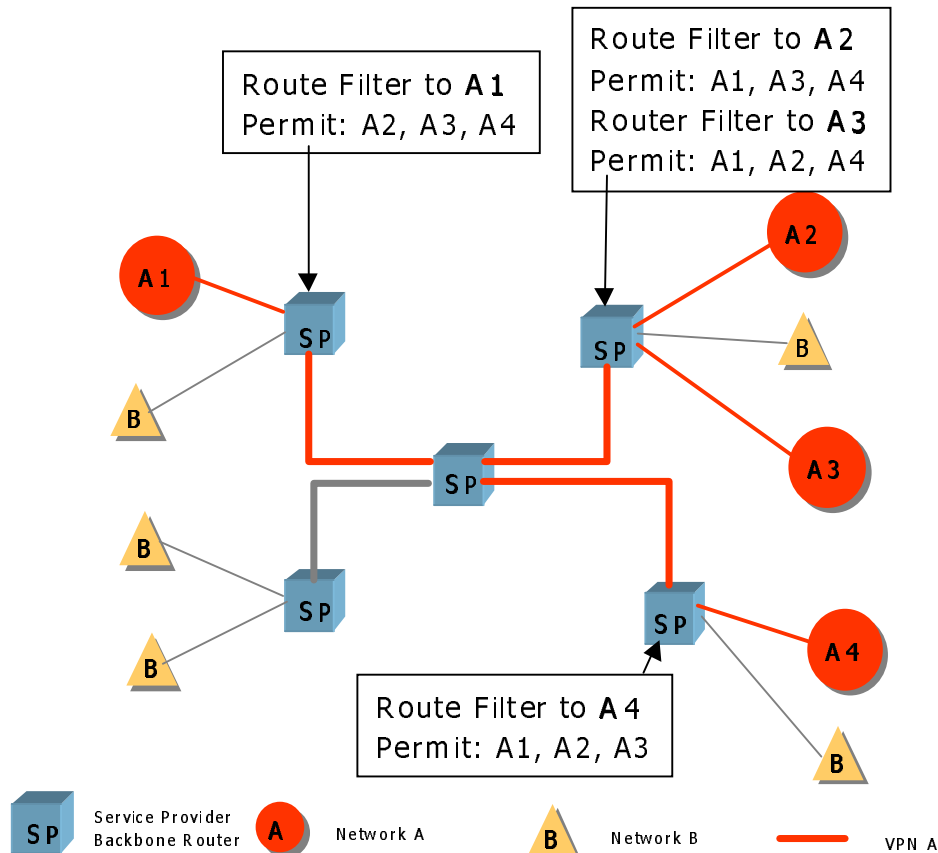 Route Filter to A1
Permit: A2, A3, A4
Route Filter to A2
Permit: A1, A3, A4
Router Filter to A3
Permit: A1, A2, A4
A1
A2
SP
SP
B
B
A3
SP
B
SP
SP
B
A4
Route Filter to A4
Permit: A1, A2, A3
B
SP
Service Provider
Backbone Router
A
Network A
B
Network B
VPN A